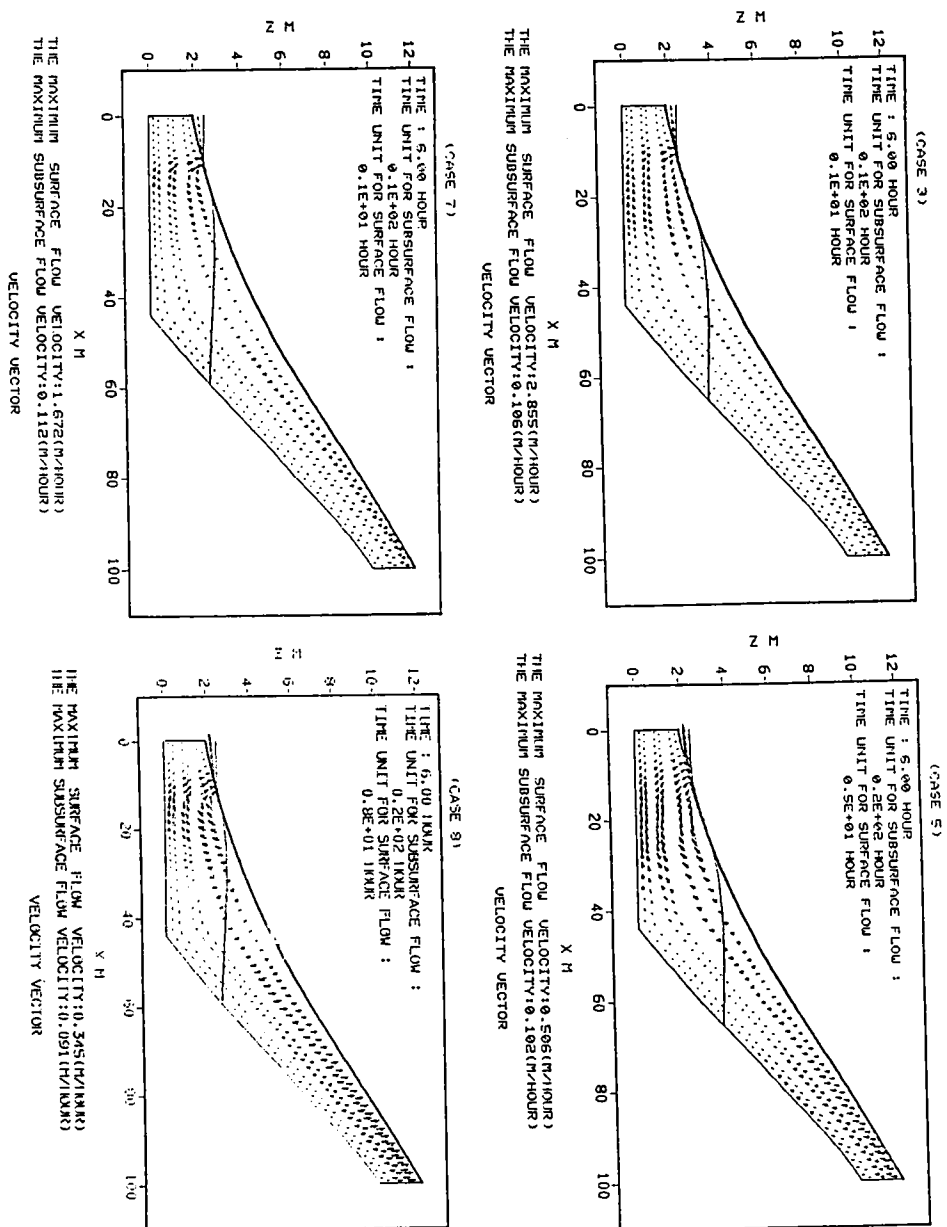 (CASE 3)
TIME : 6.00 HOUR
TIME UNIT FOR SUBSURFACE FLOW :
0.1E+02 HOUR
TIME UNIT FOR SURFACE FLOW :
0.1E+01 HOUR
Z M
12
10
8
6
4
2
0
0
20
40
60
80
100
X M
THE MAXIMUM SURFACE FLOW VELOCITY:2.855(M/HOUR)
THE MAXIMUM SUBSURFACE FLOW VELOCITY:0.106(M/HOUR)
VELOCITY VECTOR
(CASE 5)
TIME : 6.00 HOUR
TIME UNIT FOR SUBSURFACE FLOW :
0.2E+02 HOUR
TIME UNIT FOR SURFACE FLOW :
0.5E+01 HOUR
Z M
12
10
8
6
4
2
0
0
20
40
60
80
100
X M
THE MAXIMUM SURFACE FLOW VELOCITY:0.506(M/HOUR)
THE MAXIMUM SUBSURFACE FLOW VELOCITY:0.102(M/HOUR)
VELOCITY VECTOR
(CASE 7)
TIME : 6.00 HOUR
TIME UNIT FOR SUBSURFACE FLOW :
0.1E+02 HOUR
TIME UNIT FOR SURFACE FLOW :
0.1E+01 HOUR
Z M
12
10
8
6
4
2
0
0
20
40
60
80
100
X M
THE MAXIMUM SURFACE FLOW VELOCITY:1.672(M/HOUR)
THE MAXIMUM SUBSURFACE FLOW VELOCITY:0.112(M/HOUR)
VELOCITY VECTOR
(CASE 8)
TIME : 6.00 HOUR
TIME UNIT FOR SUBSURFACE FLOW :
0.2E+02 HOUR
TIME UNIT FOR SURFACE FLOW :
0.8E+01 HOUR
M
12
10
8
6
4
2
0
0
20
40
60
80
100
X M
THE MAXIMUM SURFACE FLOW VELOCITY:0.345(M/HOUR)
THE MAXIMUM SUBSURFACE FLOW VELOCITY:0.091(M/HOUR)
VELOCITY VECTOR